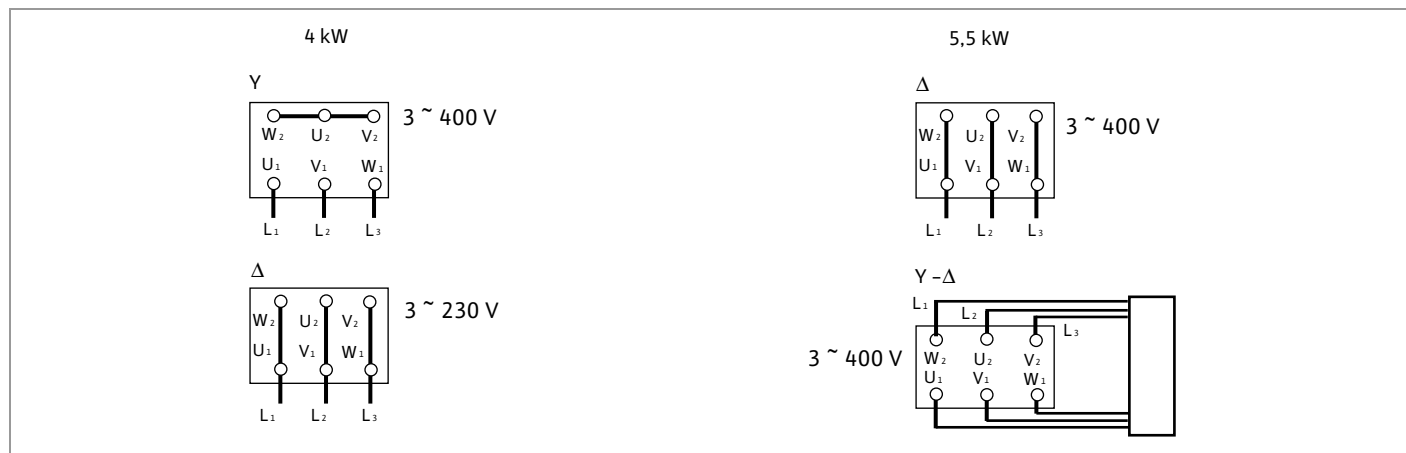 4 kW
Y
3 ~ 400 V
W2 U2 V2
U1 V1 W1
L1 L2 L3
Δ
3 ~ 230 V
W2 U2 V2
U1 V1 W1
L1 L2 L3
5,5 kW
Δ
3 ~ 400 V
W2 U2 V2
U1 V1 W1
L1 L2 L3
Y -Δ
L1 L2 L3
3 ~ 400 V
W2 U2 V2
U1 V1 W1